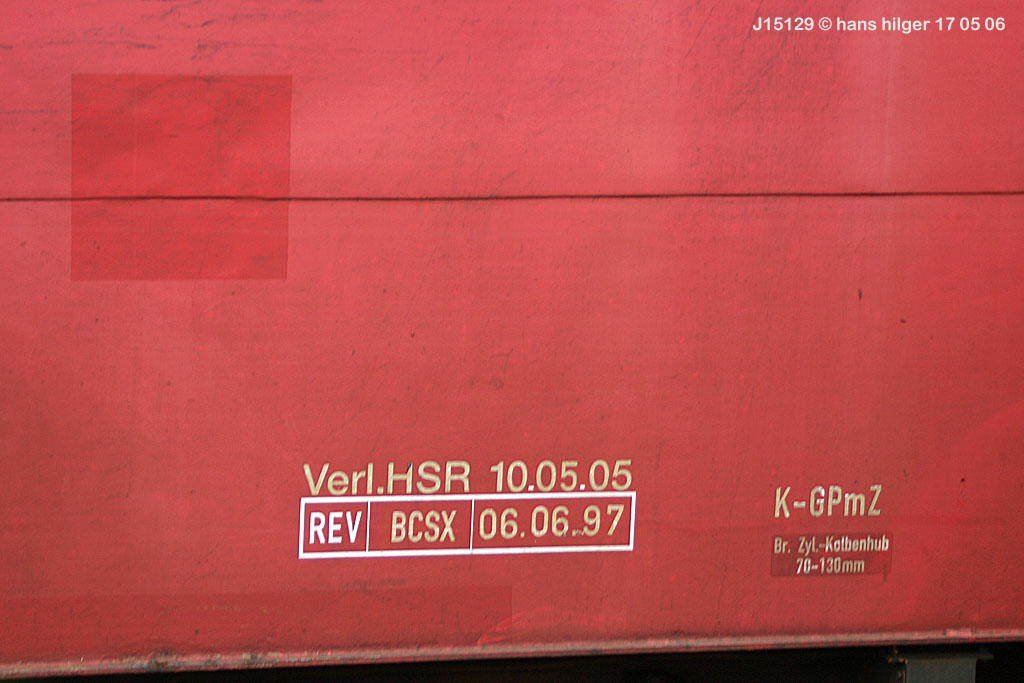 J15129 © hans hilger 17 05 06
Verl.HSR 10.05.05
REV BCSX 06.06.97
K-GPmZ
Br. Zyl.-Kolbenhub
70-130mm